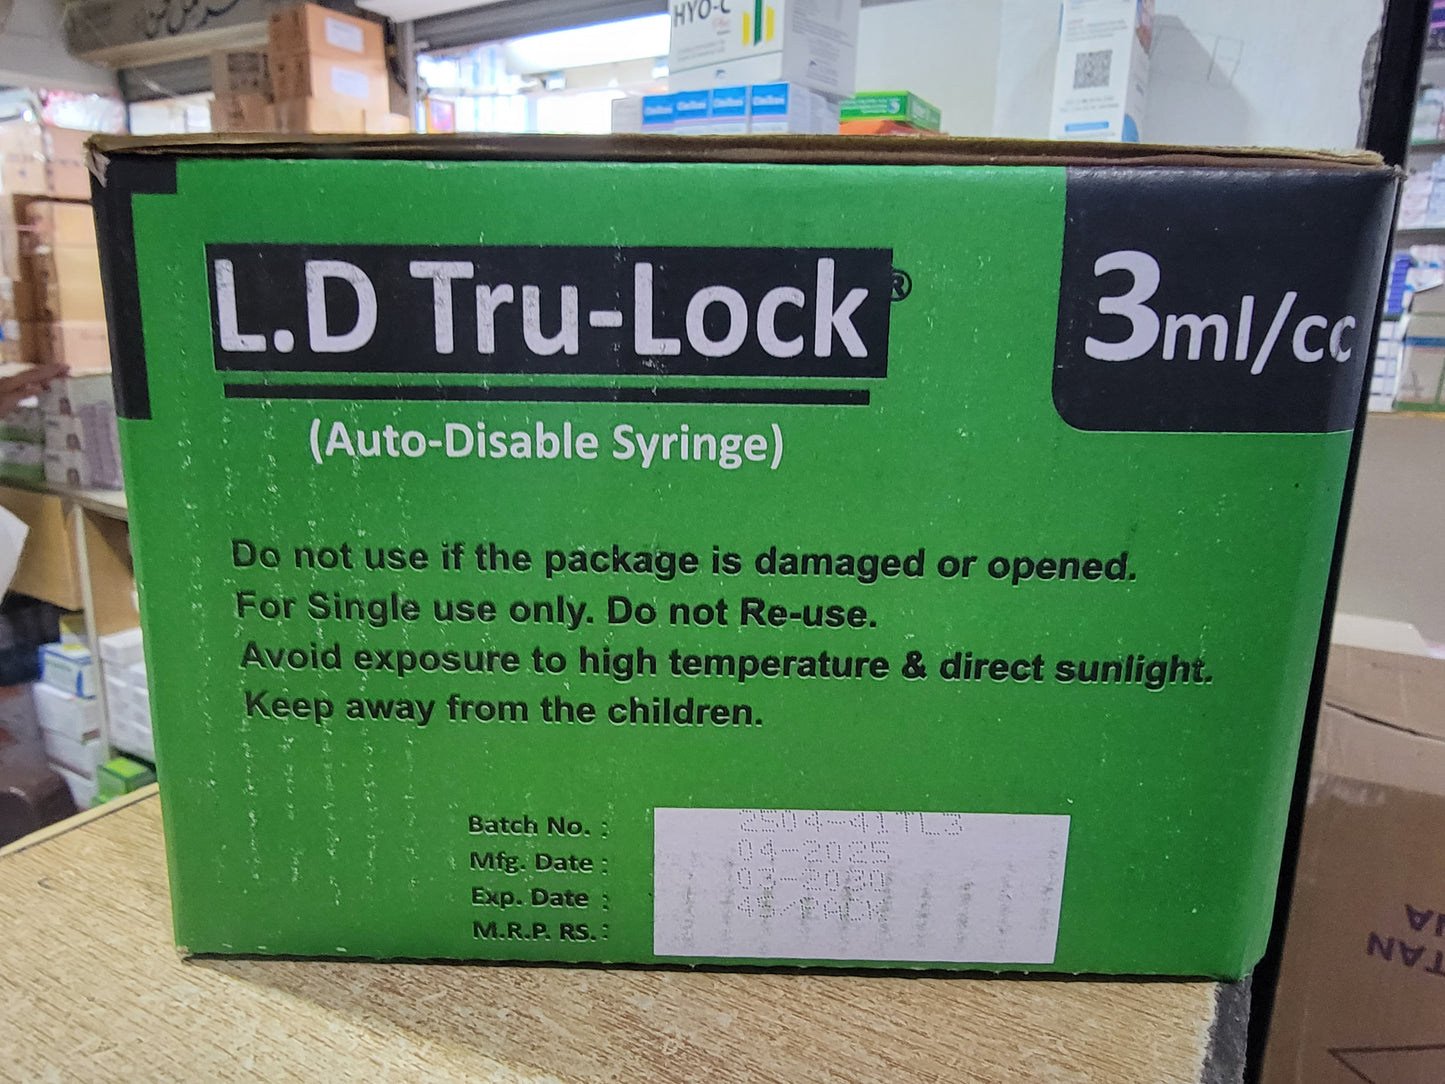 HYO-C
Plus
L.D Tru-Lock®
3ml/cc
(Auto-Disable Syringe)
Do not use if the package is damaged or opened.
For Single use only. Do not Re-use.
Avoid exposure to high temperature & direct sunlight.
Keep away from the children.
Batch No. : 2504-41TL3
Mfg. Date : 04-2025
Exp. Date : 03-2030
M.R.P. RS. : 45/PACK